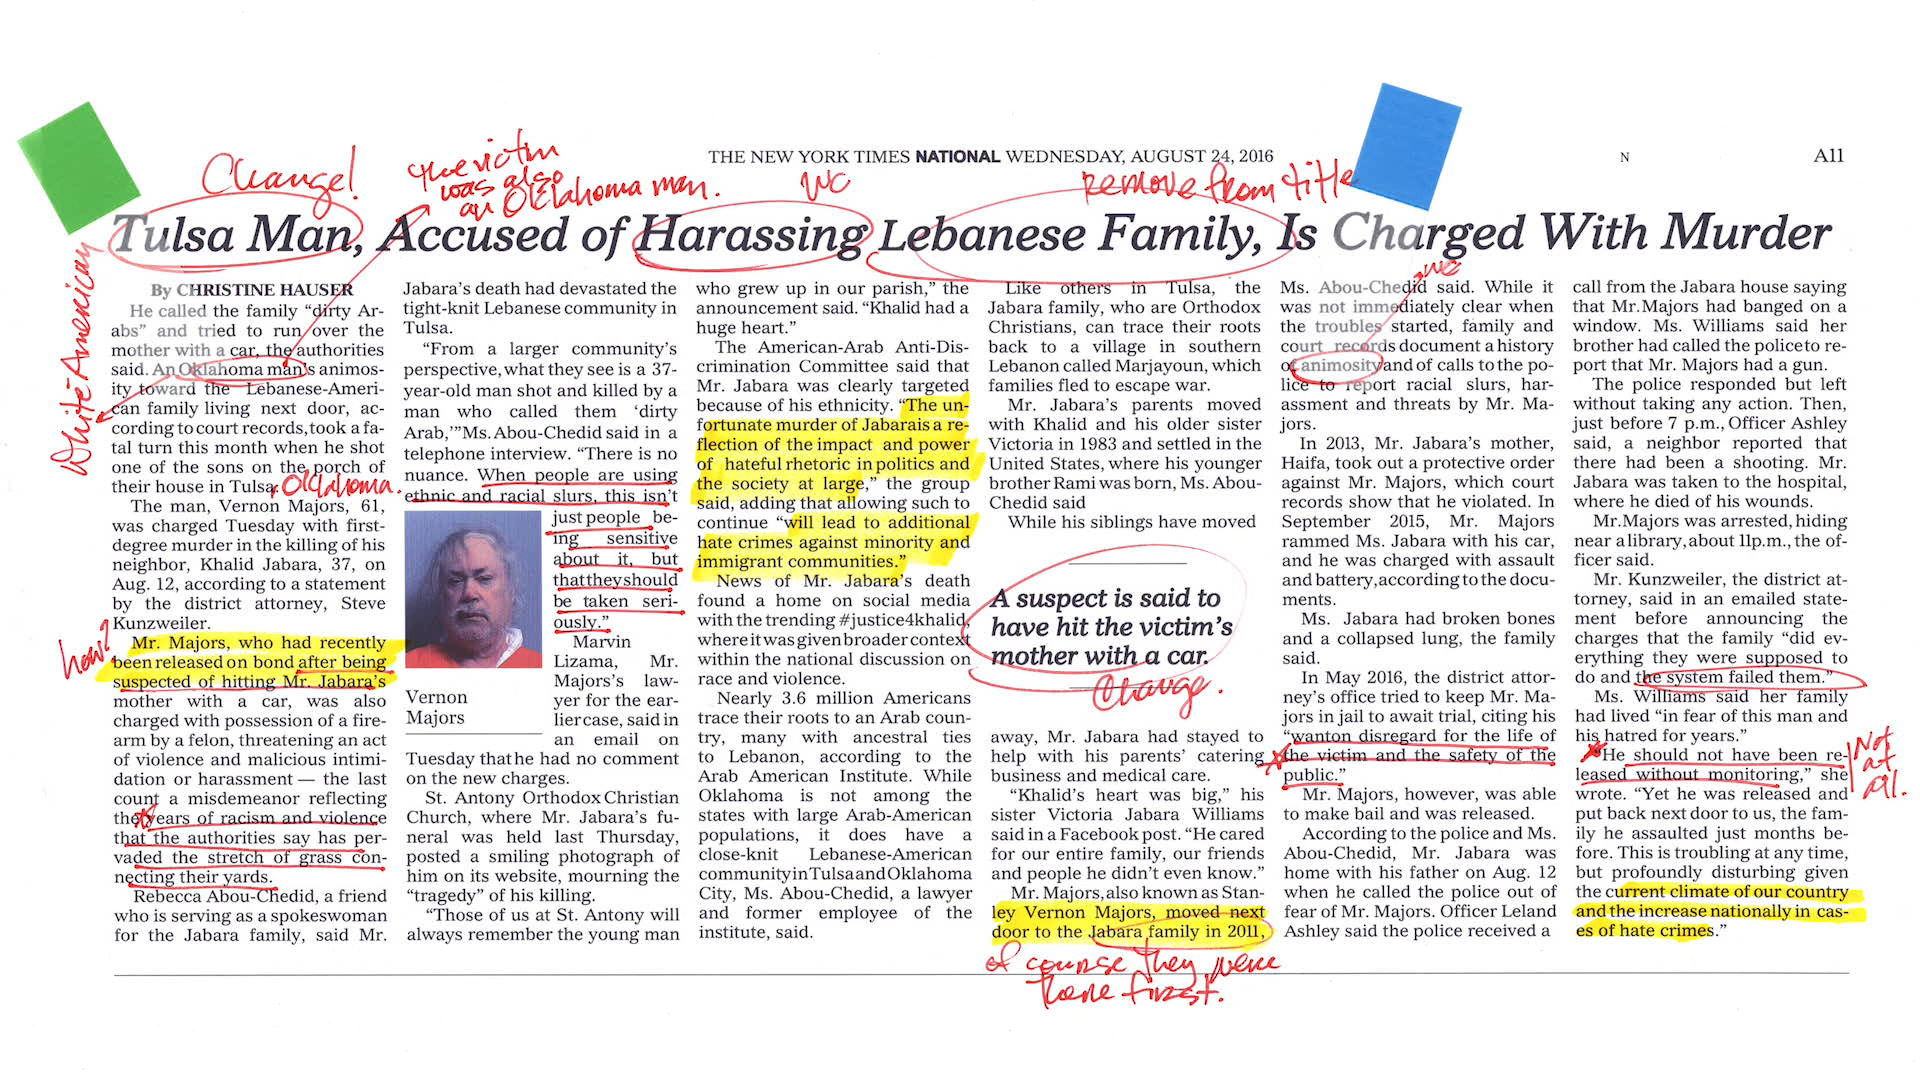 THE NEW YORK TIMES NATIONAL WEDNESDAY, AUGUST 24, 2016
N
A11
Change!
the victim
was also
an Oklahoma man.
WC
remove from title
Tulsa Man, Accused of Harassing Lebanese Family, Is Charged With Murder
White American
By CHRISTINE HAUSER
He called the family “dirty Ar-
abs” and tried to run over the
mother with a car, the authorities
said. An Oklahoma man’s animos-
ity toward the Lebanese-Ameri-
can family living next door, ac-
cording to court records, took a fa-
tal turn this month when he shot
one of the sons on the porch of
their house in Tulsa.
, Oklahoma.
The man, Vernon Majors, 61,
was charged Tuesday with first-
degree murder in the killing of his
neighbor, Khalid Jabara, 37, on
Aug. 12, according to a statement
by the district attorney, Steve
Kunzweiler.
how?
Mr. Majors, who had recently
been released on bond after being
suspected of hitting Mr. Jabara’s
mother with a car, was also
charged with possession of a fire-
arm by a felon, threatening an act
of violence and malicious intimi-
dation or harassment — the last
count a misdemeanor reflecting
the years of racism and violence
that the authorities say has per-
vaded the stretch of grass con-
necting their yards.
Rebecca Abou-Chedid, a friend
who is serving as a spokeswoman
for the Jabara family, said Mr.
Jabara’s death had devastated the
tight-knit Lebanese community in
Tulsa.
“From a larger community’s
perspective, what they see is a 37-
year-old man shot and killed by a
man who called them ‘dirty
Arab,’” Ms. Abou-Chedid said in a
telephone interview. “There is no
nuance. When people are using
ethnic and racial slurs, this isn’t
just people be-
ing sensitive
about it, but
that they should
be taken seri-
ously.”
Marvin
Lizama, Mr.
Majors’s law-
yer for the ear-
lier case, said in
an email on
Vernon
Majors
Tuesday that he had no comment
on the new charges.
St. Antony Orthodox Christian
Church, where Mr. Jabara’s fu-
neral was held last Thursday,
posted a smiling photograph of
him on its website, mourning the
“tragedy” of his killing.
“Those of us at St. Antony will
always remember the young man
who grew up in our parish,” the
announcement said. “Khalid had a
huge heart.”
The American-Arab Anti-Dis-
crimination Committee said that
Mr. Jabara was clearly targeted
because of his ethnicity. “The un-
fortunate murder of Jabara is a re-
flection of the impact and power
of hateful rhetoric in politics and
the society at large,” the group
said, adding that allowing such to
continue “will lead to additional
hate crimes against minority and
immigrant communities.”
News of Mr. Jabara’s death
found a home on social media
with the trending #justice4khalid,
where it was given broader context
within the national discussion on
race and violence.
Nearly 3.6 million Americans
trace their roots to an Arab coun-
try, many with ancestral ties
to Lebanon, according to the
Arab American Institute. While
Oklahoma is not among the
states with large Arab-American
populations, it does have a
close-knit Lebanese-American
community in Tulsa and Oklahoma
City, Ms. Abou-Chedid, a lawyer
and former employee of the
institute, said.
Like others in Tulsa, the
Jabara family, who are Orthodox
Christians, can trace their roots
back to a village in southern
Lebanon called Marjayoun, which
families fled to escape war.
Mr. Jabara’s parents moved
with Khalid and his older sister
Victoria in 1983 and settled in the
United States, where his younger
brother Rami was born, Ms. Abou-
Chedid said
While his siblings have moved
A suspect is said to
have hit the victim’s
mother with a car.
Change.
away, Mr. Jabara had stayed to
help with his parents’ catering
business and medical care.
“Khalid’s heart was big,” his
sister Victoria Jabara Williams
said in a Facebook post. “He cared
for our entire family, our friends
and people he didn’t even know.”
Mr. Majors, also known as Stan-
ley Vernon Majors, moved next
door to the Jabara family in 2011,
of course they were
here first.
wc
Ms. Abou-Chedid said. While it
was not immediately clear when
the troubles started, family and
court records document a history
of animosity and of calls to the po-
lice to report racial slurs, har-
assment and threats by Mr. Ma-
jors.
In 2013, Mr. Jabara’s mother,
Haifa, took out a protective order
against Mr. Majors, which court
records show that he violated. In
September 2015, Mr. Majors
rammed Ms. Jabara with his car,
and he was charged with assault
and battery, according to the docu-
ments.
Ms. Jabara had broken bones
and a collapsed lung, the family
said.
In May 2016, the district attor-
ney’s office tried to keep Mr. Ma-
jors in jail to await trial, citing his
“wanton disregard for the life of
the victim and the safety of the
public.”
Mr. Majors, however, was able
to make bail and was released.
According to the police and Ms.
Abou-Chedid, Mr. Jabara was
home with his father on Aug. 12
when he called the police out of
fear of Mr. Majors. Officer Leland
Ashley said the police received a
call from the Jabara house saying
that Mr. Majors had banged on a
window. Ms. Williams said her
brother had called the police to re-
port that Mr. Majors had a gun.
The police responded but left
without taking any action. Then,
just before 7 p.m., Officer Ashley
said, a neighbor reported that
there had been a shooting. Mr.
Jabara was taken to the hospital,
where he died of his wounds.
Mr. Majors was arrested, hiding
near a library, about 11p.m., the of-
ficer said.
Mr. Kunzweiler, the district at-
torney, said in an emailed state-
ment before announcing the
charges that the family “did ev-
erything they were supposed to
do and the system failed them.”
Ms. Williams said her family
had lived “in fear of this man and
his hatred for years.”
“He should not have been re-
leased without monitoring,” she
wrote. “Yet he was released and
put back next door to us, the fam-
ily he assaulted just months be-
fore. This is troubling at any time,
but profoundly disturbing given
the current climate of our country
and the increase nationally in cas-
es of hate crimes.”
Not
at
all.